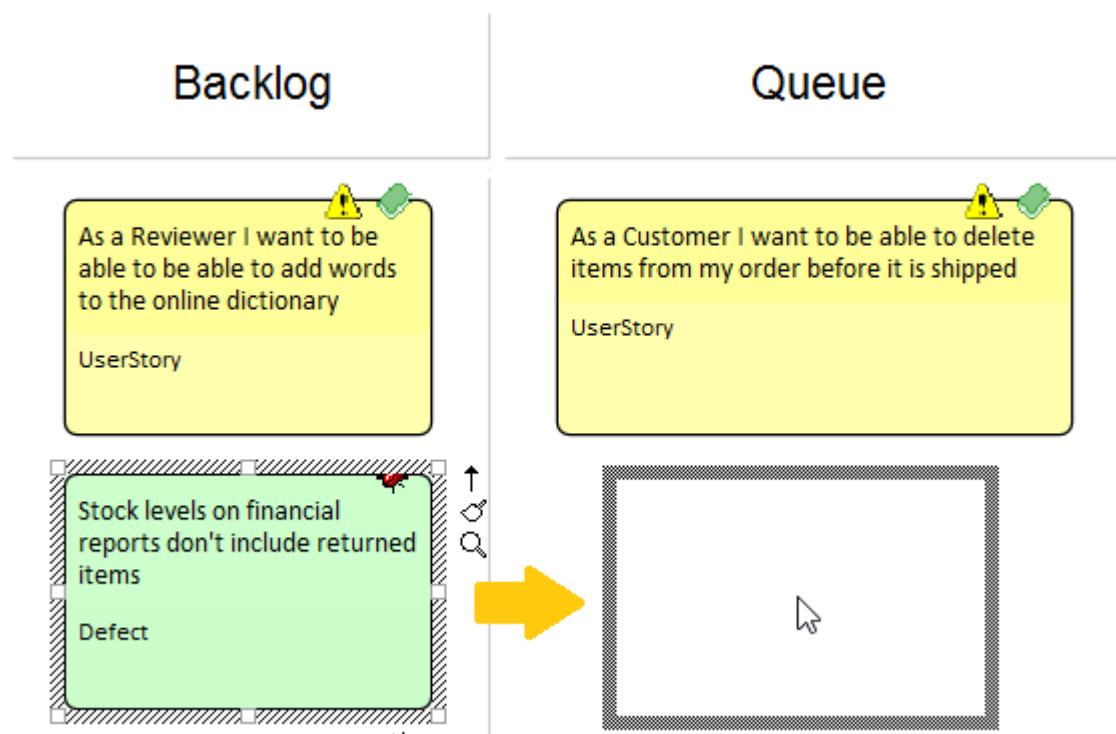 Backlog
Queue
As a Reviewer I want to be
able to be able to add words
to the online dictionary
UserStory
As a Customer I want to be able to delete
items from my order before it is shipped
UserStory
Stock levels on financial
reports don't include returned
items
Defect